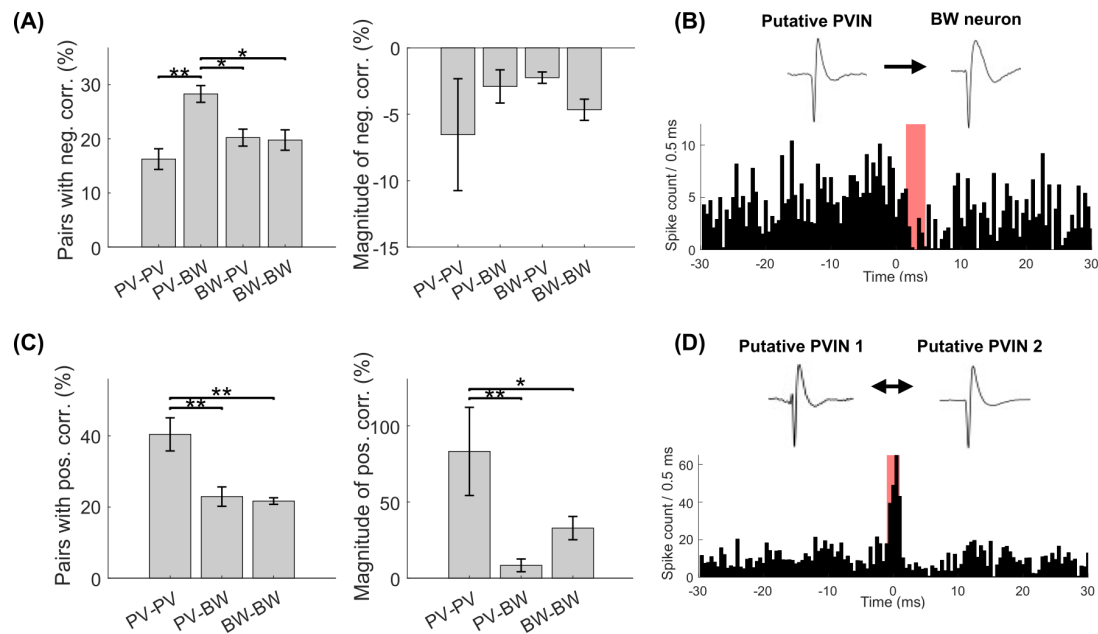 (A)
Pairs with neg. corr. (%)
30
20
10
0
**
*
*
PV-PV
PV-BW
BW-PV
BW-BW
Magnitude of neg. corr. (%)
0
-5
-10
-15
PV-PV
PV-BW
BW-PV
BW-BW
(B)
Putative PVIN
BW neuron
Spike count / 0.5 ms
10
5
0
-30
-20
-10
0
10
20
30
Time (ms)
(C)
Pairs with pos. corr. (%)
40
20
0
**
**
PV-PV
PV-BW
BW-BW
Magnitude of pos. corr. (%)
100
50
0
*
**
PV-PV
PV-BW
BW-BW
(D)
Putative PVIN 1
Putative PVIN 2
Spike count / 0.5 ms
60
40
20
0
-30
-20
-10
0
10
20
30
Time (ms)